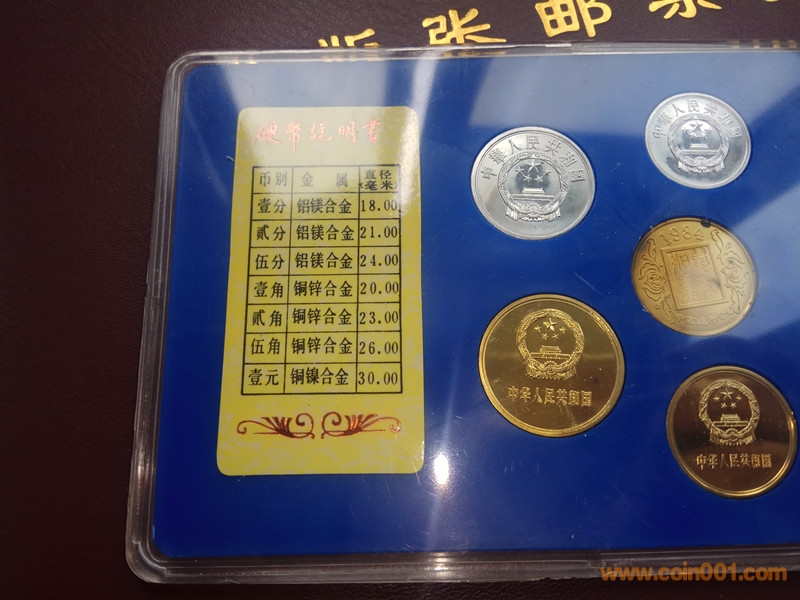 版张邮票
硬币说明书
币别 金属 直径(毫米)
壹分 铝镁合金 18.00
贰分 铝镁合金 21.00
伍分 铝镁合金 24.00
壹角 铜锌合金 20.00
贰角 铜锌合金 23.00
伍角 铜锌合金 26.00
壹元 铜镍合金 30.00
中華人民共和国
中華人民共和国
1984
中华人民共和国
中华人民共和国
www.coin001.com